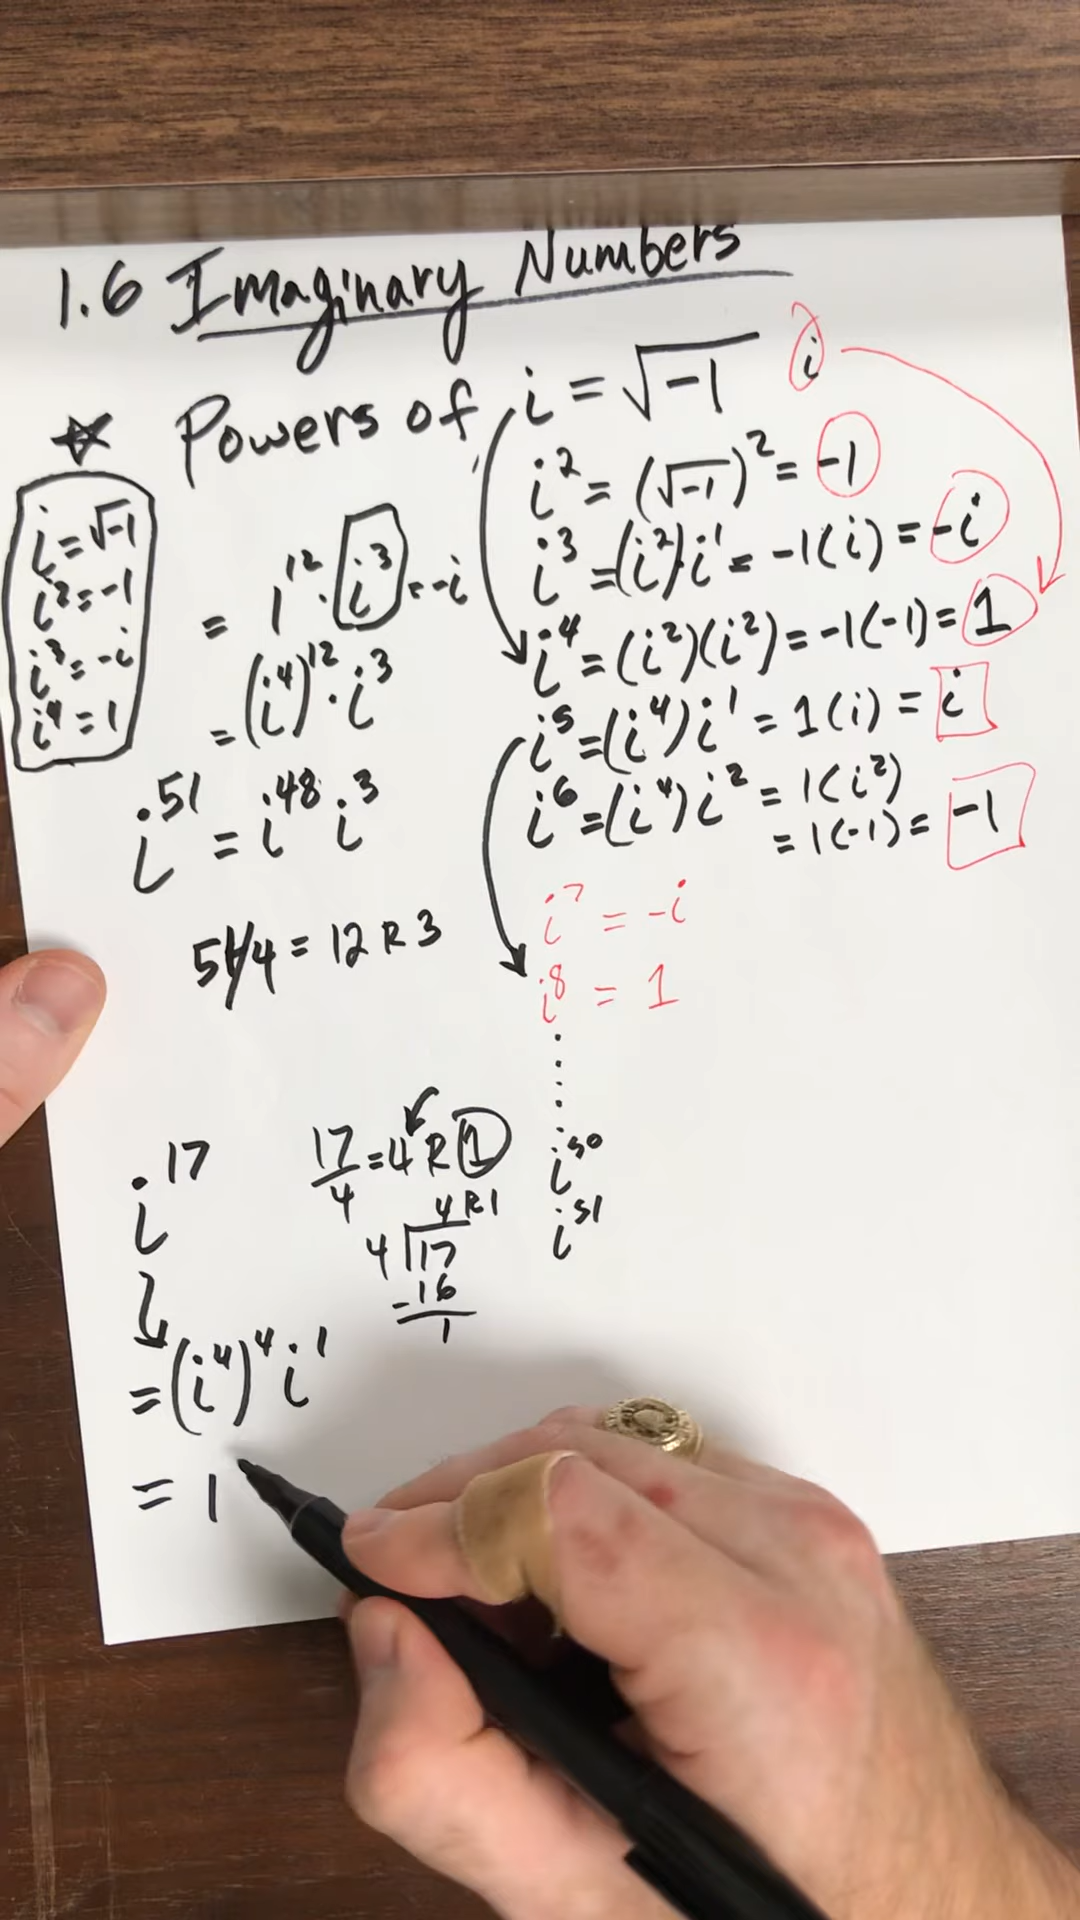 1.6 Imaginary Numbers
Powers of i = √-1 i
i² = (√-1)² = -1
i³ = (i²)·i¹ = -1(i) = -i
i⁴ = (i²)(i²) = -1(-1) = 1
i⁵ = (i⁴)i¹ = 1(i) = i
i⁶ = (i⁴)i² = 1(i²)
= 1(-1) = -1
i⁷ = -i
i⁸ = 1
i⁵⁰
i⁵¹
i = √-1
i² = -1
i³ = -i
i⁴ = 1
= 1¹² · i³ = -i
= (i⁴)¹² · i³
i⁵¹ = i⁴⁸ i³
51/4 = 12 R 3
i¹⁷
17/4 = 4 R 1
4 R1
4 17
-16
1
= (i⁴)⁴ i¹
= 1